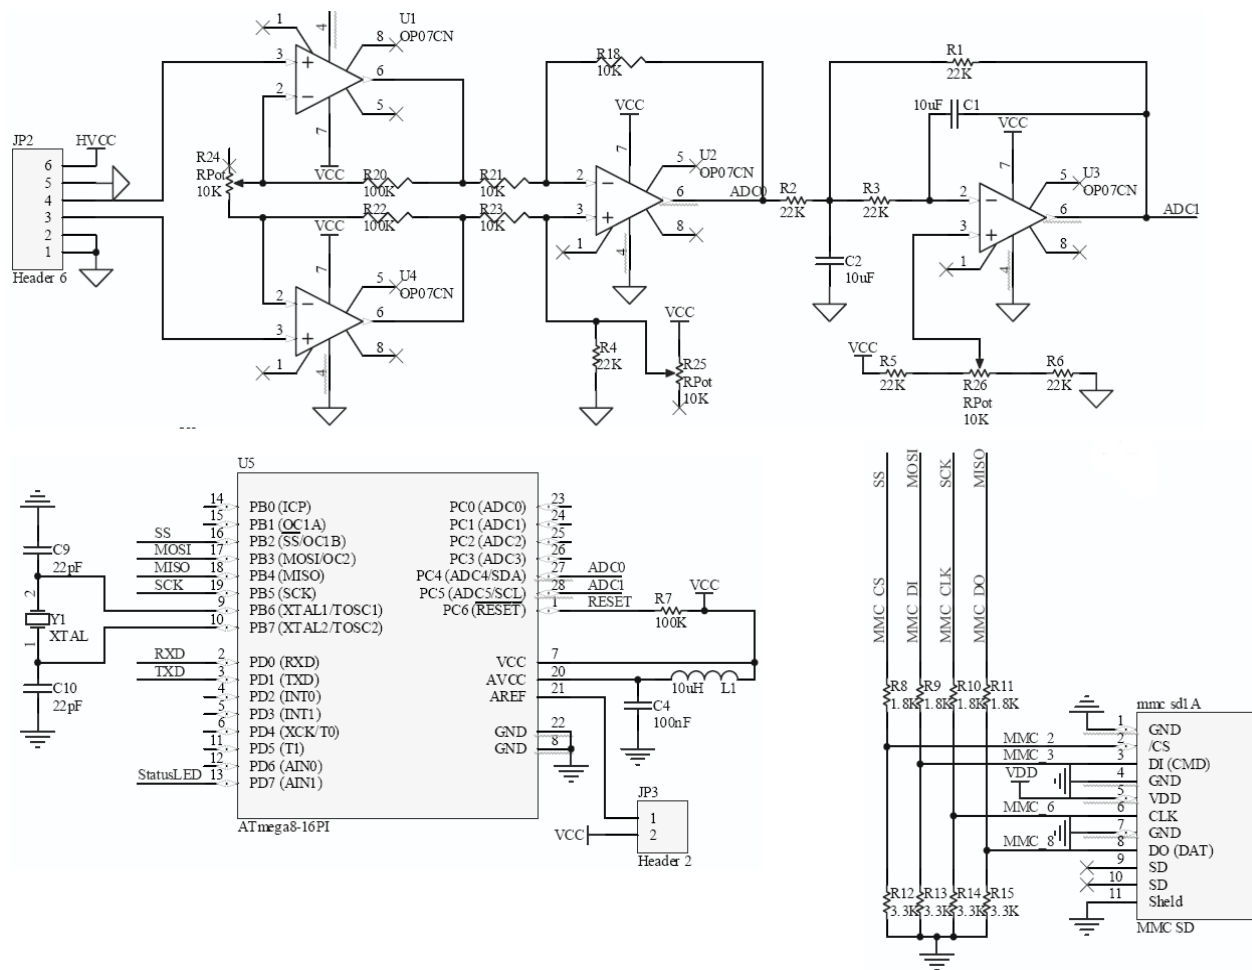 1
4
8
U1
OP07CN
3
+
6
2
−
5
7
VCC
JP2
HVCC
6
5
4
3
2
1
Header 6
R24
RPot
10K
R20
100K
R22
100K
VCC
7
U4
OP07CN
5
2
−
6
3
+
8
1
4
R18
10K
R21
10K
R23
10K
VCC
7
U2
OP07CN
5
2
−
6
ADC0
3
+
8
1
4
VCC
R4
22K
R25
RPot
10K
R1
22K
10uF
C1
R2
22K
R3
22K
C2
10uF
VCC
7
U3
OP07CN
5
2
−
6
ADC1
3
+
8
1
4
VCC
R5
22K
R26
RPot
10K
R6
22K
U5
14 PB0 (ICP)
15 PB1 (OC1A)
SS 16 PB2 (SS/OC1B)
MOSI 17 PB3 (MOSI/OC2)
MISO 18 PB4 (MISO)
SCK 19 PB5 (SCK)
9 PB6 (XTAL1/TOSC1)
10 PB7 (XTAL2/TOSC2)
RXD 2 PD0 (RXD)
TXD 3 PD1 (TXD)
4 PD2 (INT0)
5 PD3 (INT1)
6 PD4 (XCK/T0)
11 PD5 (T1)
12 PD6 (AIN0)
StatusLED 13 PD7 (AIN1)
PC0 (ADC0) 23
PC1 (ADC1) 24
PC2 (ADC2) 25
PC3 (ADC3) 26
PC4 (ADC4/SDA) 27 ADC0
PC5 (ADC5/SCL) 28 ADC1
PC6 (RESET) 1 RESET
VCC 7
AVCC 20
AREF 21
GND 22
GND 8
ATmega8-16PI
C9
22pF
2
Y1
XTAL
1
C10
22pF
R7
100K
VCC
10uH L1
C4
100nF
JP3
1
2
VCC
Header 2
SS
MOSI
SCK
MISO
MMC_CS
MMC_DI
MMC_CLK
MMC_DO
R8
1.8K
R9
1.8K
R10
1.8K
R11
1.8K
mmc sd1A
1 GND
MMC_2 2 /CS
MMC_3 3 DI (CMD)
4 GND
VDD 5 VDD
MMC_6 6 CLK
7 GND
MMC_8 8 DO (DAT)
9 SD
10 SD
11 Sheld
MMC SD
R12
3.3K
R13
3.3K
R14
3.3K
R15
3.3K